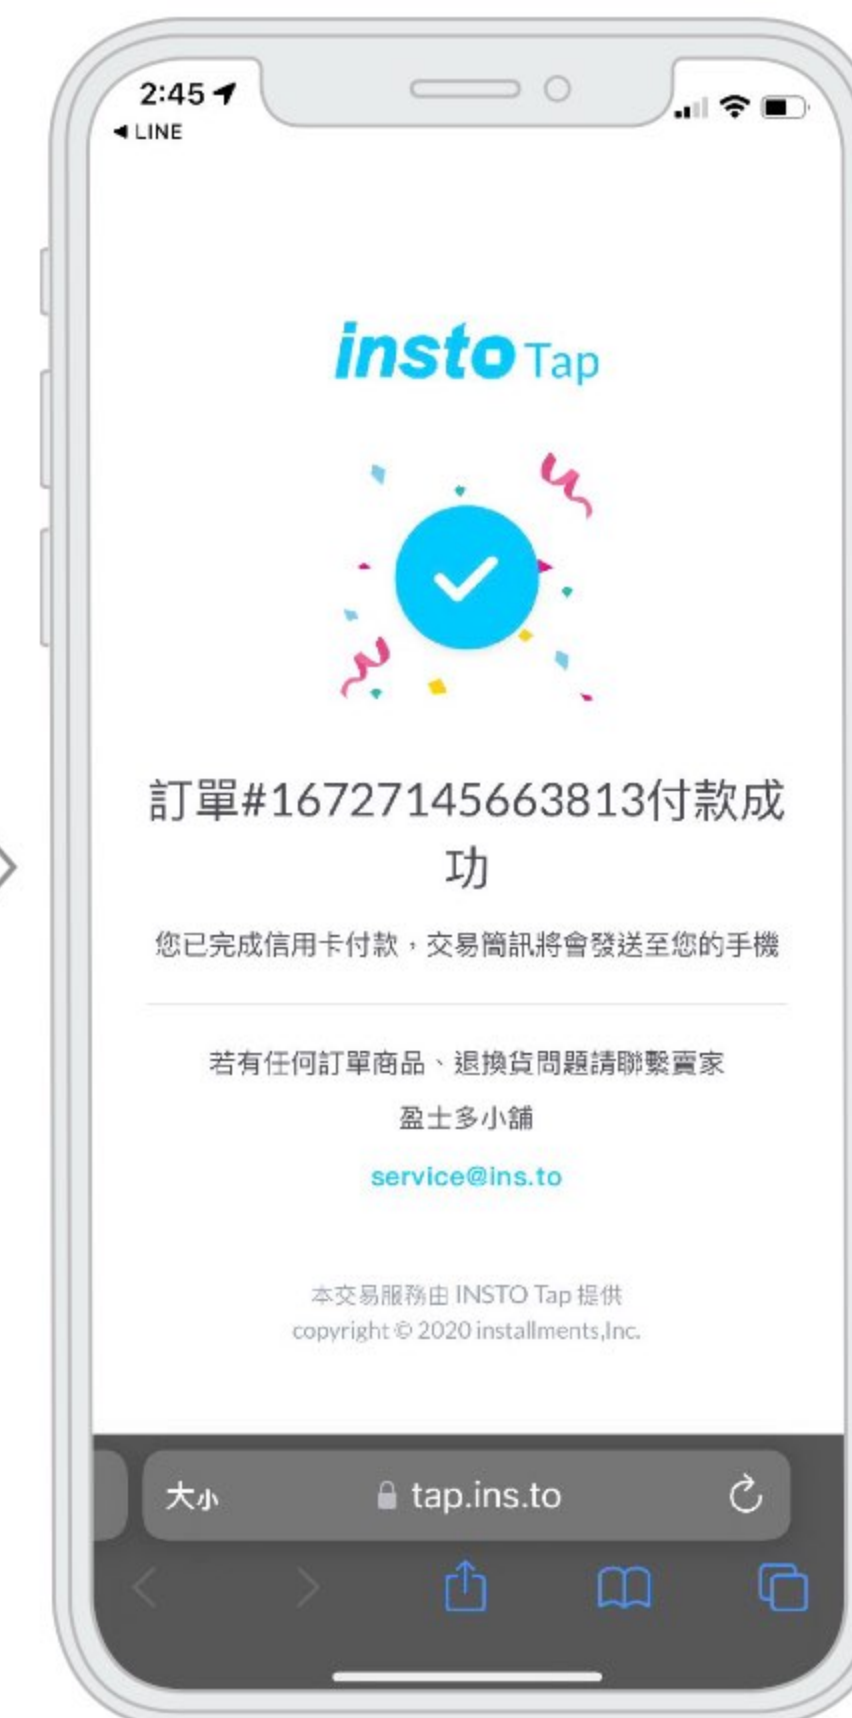 2:45
◀ LINE
insto Tap
訂單#16727145663813付款成
功
您已完成信用卡付款，交易簡訊將會發送至您的手機
若有任何訂單商品、退換貨問題請聯繫賣家
盈士多小舖
service@ins.to
本交易服務由 INSTO Tap 提供
copyright © 2020 installments,Inc.
大小 tap.ins.to